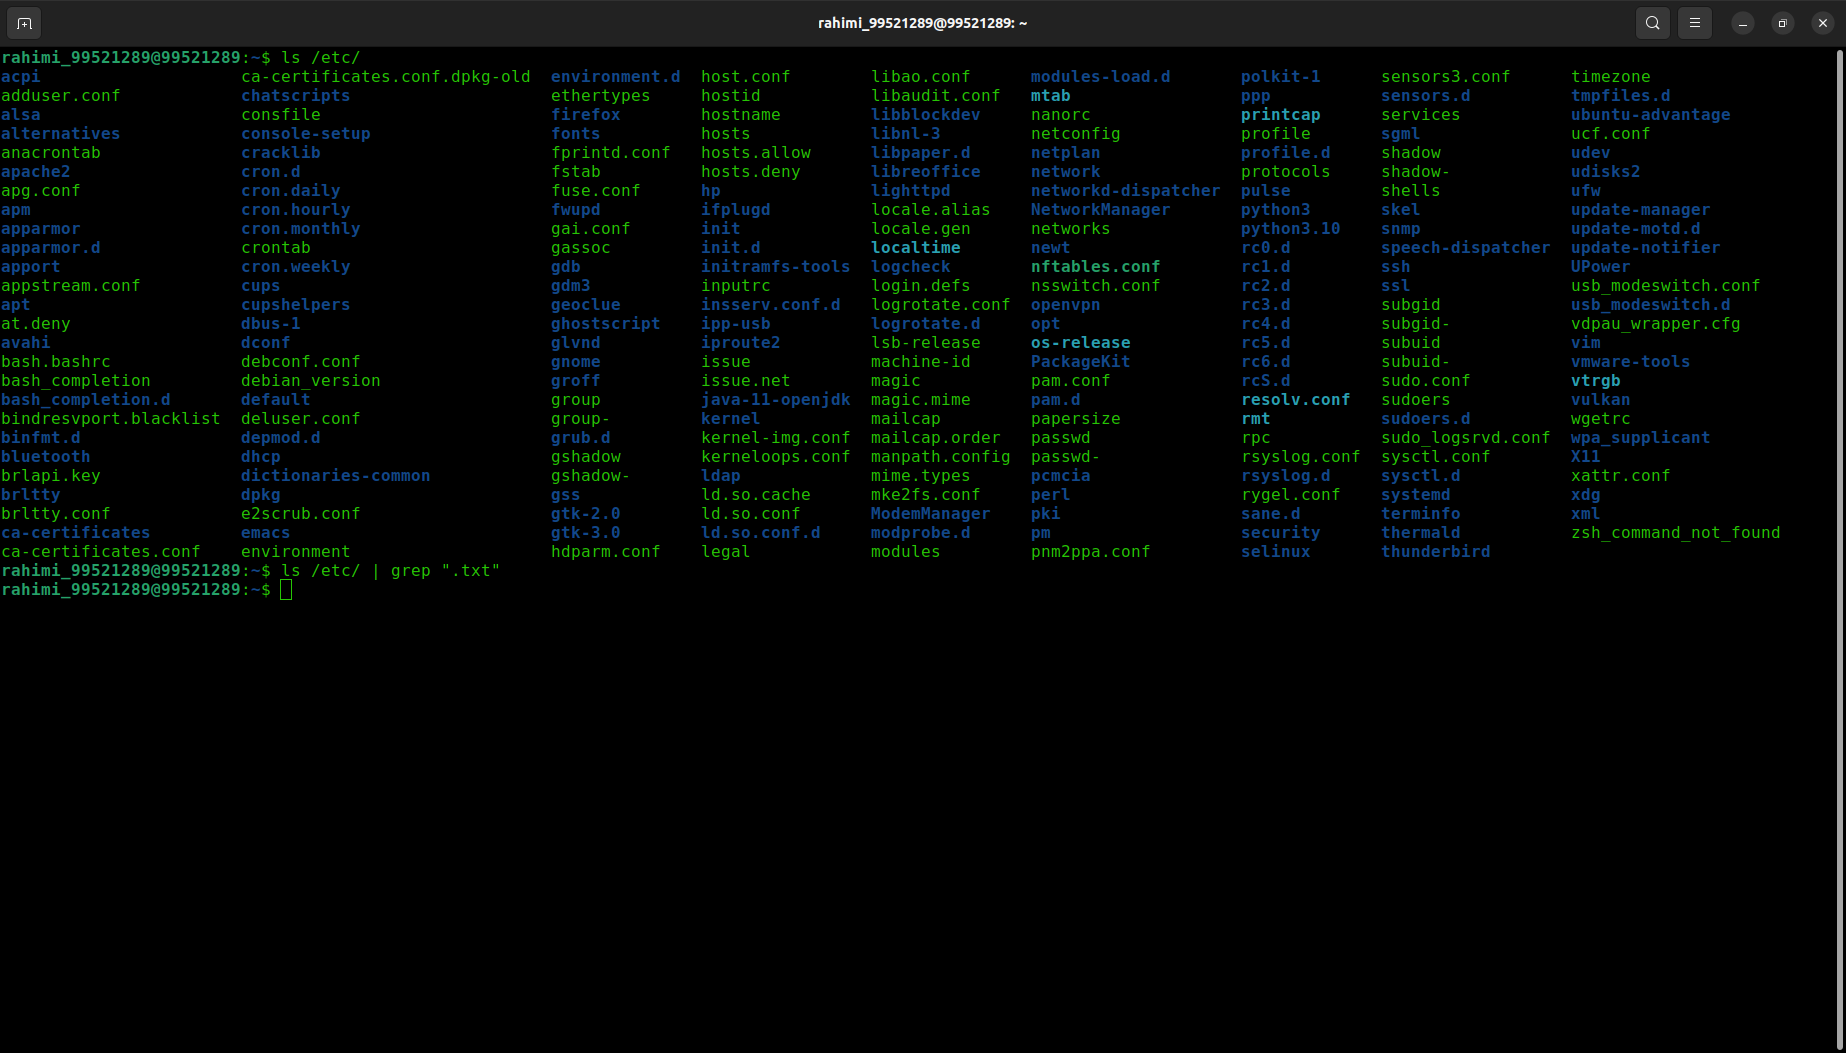 rahimi_99521289@99521289: ~
rahimi_99521289@99521289:~$ ls /etc/
acpi ca-certificates.conf.dpkg-old environment.d host.conf libao.conf modules-load.d polkit-1 sensors3.conf timezone
adduser.conf chatscripts ethertypes hostid libaudit.conf mtab ppp sensors.d tmpfiles.d
alsa consfile firefox hostname libblockdev nanorc printcap services ubuntu-advantage
alternatives console-setup fonts hosts libnl-3 netconfig profile sgml ucf.conf
anacrontab cracklib fprintd.conf hosts.allow libpaper.d netplan profile.d shadow udev
apache2 cron.d fstab hosts.deny libreoffice network protocols shadow- udisks2
apg.conf cron.daily fuse.conf hp lighttpd networkd-dispatcher pulse shells ufw
apm cron.hourly fwupd ifplugd locale.alias NetworkManager python3 skel update-manager
apparmor cron.monthly gai.conf init locale.gen networks python3.10 snmp update-motd.d
apparmor.d crontab gassoc init.d localtime newt rc0.d speech-dispatcher update-notifier
apport cron.weekly gdb initramfs-tools logcheck nftables.conf rc1.d ssh UPower
appstream.conf cups gdm3 inputrc login.defs nsswitch.conf rc2.d ssl usb_modeswitch.conf
apt cupshelpers geoclue insserv.conf.d logrotate.conf openvpn rc3.d subgid usb_modeswitch.d
at.deny dbus-1 ghostscript ipp-usb logrotate.d opt rc4.d subgid- vdpau_wrapper.cfg
avahi dconf glvnd iproute2 lsb-release os-release rc5.d subuid vim
bash.bashrc debconf.conf gnome issue machine-id PackageKit rc6.d subuid- vmware-tools
bash_completion debian_version groff issue.net magic pam.conf rcS.d sudo.conf vtrgb
bash_completion.d default group java-11-openjdk magic.mime pam.d resolv.conf sudoers vulkan
bindresvport.blacklist deluser.conf group- kernel mailcap papersize rmt sudoers.d wgetrc
binfmt.d depmod.d grub.d kernel-img.conf mailcap.order passwd rpc sudo_logsrvd.conf wpa_supplicant
bluetooth dhcp gshadow kerneloops.conf manpath.config passwd- rsyslog.conf sysctl.conf X11
brlapi.key dictionaries-common gshadow- ldap mime.types pcmcia rsyslog.d sysctl.d xattr.conf
brltty dpkg gss ld.so.cache mke2fs.conf perl rygel.conf systemd xdg
brltty.conf e2scrub.conf gtk-2.0 ld.so.conf ModemManager pki sane.d terminfo xml
ca-certificates emacs gtk-3.0 ld.so.conf.d modprobe.d pm security thermald zsh_command_not_found
ca-certificates.conf environment hdparm.conf legal modules pnm2ppa.conf selinux thunderbird
rahimi_99521289@99521289:~$ ls /etc/ | grep ".txt"
rahimi_99521289@99521289:~$